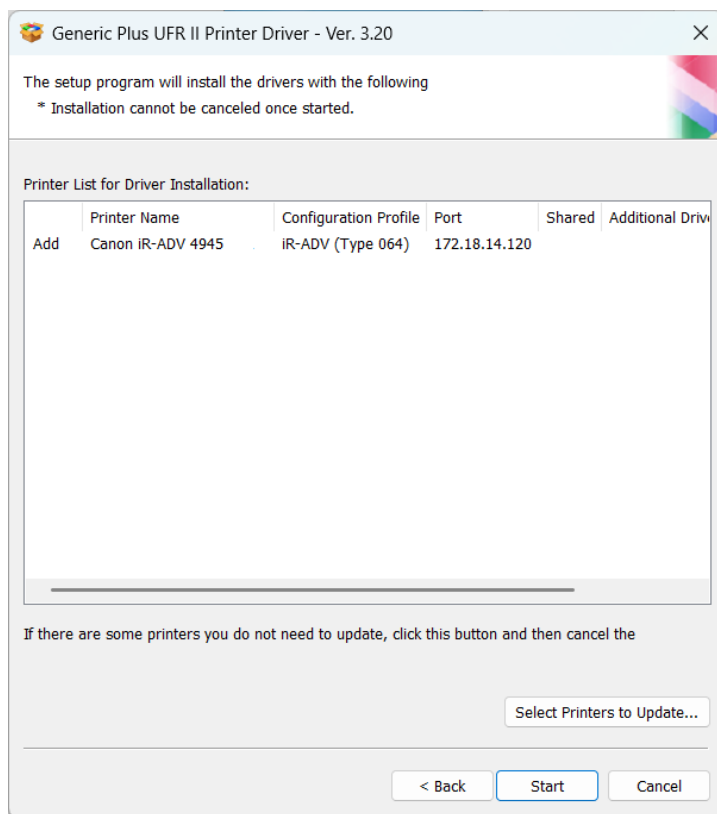 Generic Plus UFR II Printer Driver - Ver. 3.20
The setup program will install the drivers with the following
* Installation cannot be canceled once started.
Printer List for Driver Installation:
Printer Name Configuration Profile Port Shared Additional Driv
Add Canon iR-ADV 4945 iR-ADV (Type 064) 172.18.14.120
If there are some printers you do not need to update, click this button and then cancel the
Select Printers to Update...
< Back Start Cancel